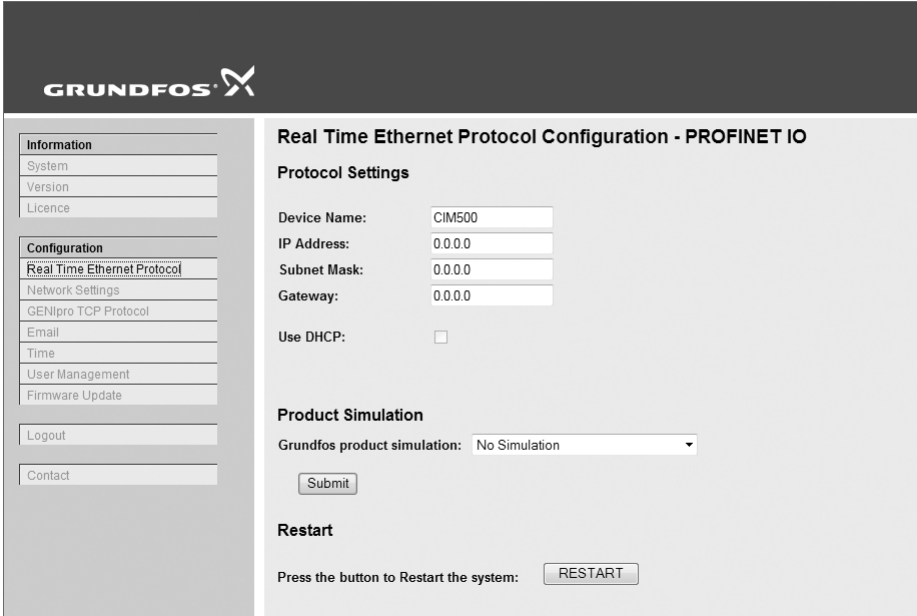 GRUNDFOS
Information
System
Version
Licence
Configuration
Real Time Ethernet Protocol
Network Settings
GENIpro TCP Protocol
Email
Time
User Management
Firmware Update
Logout
Contact
Real Time Ethernet Protocol Configuration - PROFINET IO
Protocol Settings
Device Name: CIM500
IP Address: 0.0.0.0
Subnet Mask: 0.0.0.0
Gateway: 0.0.0.0
Use DHCP:
Product Simulation
Grundfos product simulation: No Simulation
Submit
Restart
Press the button to Restart the system: RESTART